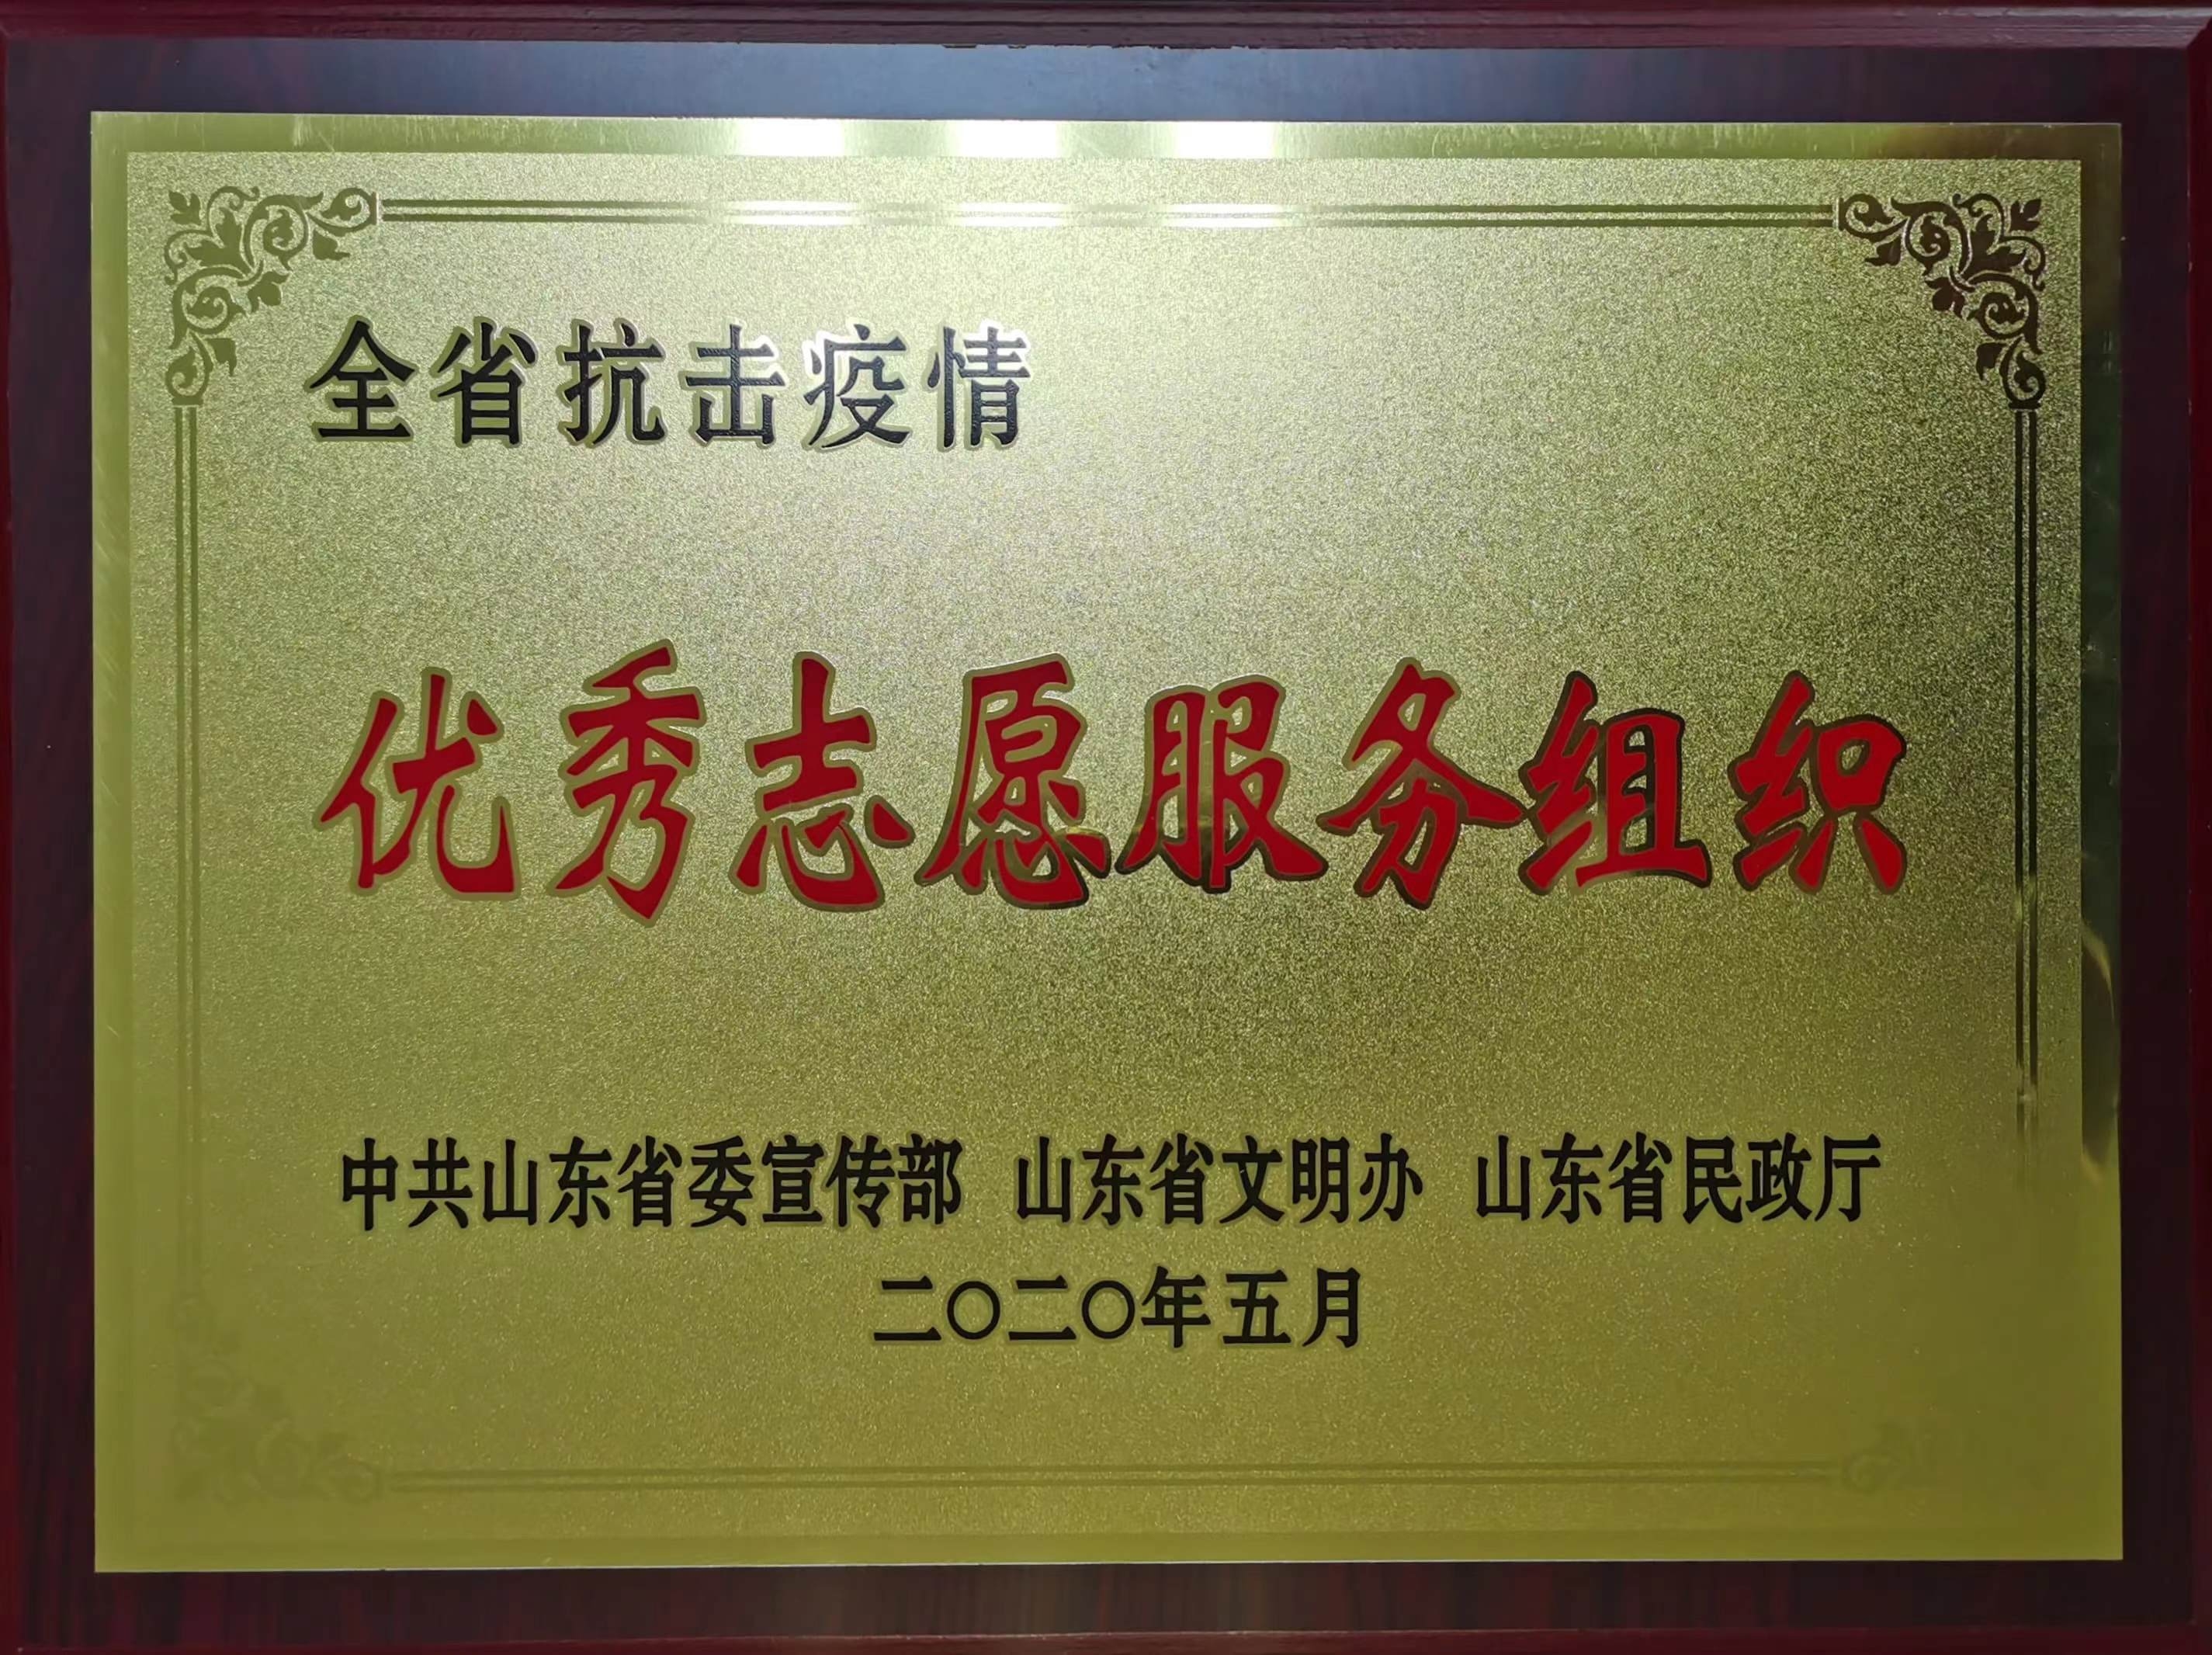 全省抗击疫情
优秀志愿服务组织
中共山东省委宣传部 山东省文明办 山东省民政厅
二〇二〇年五月